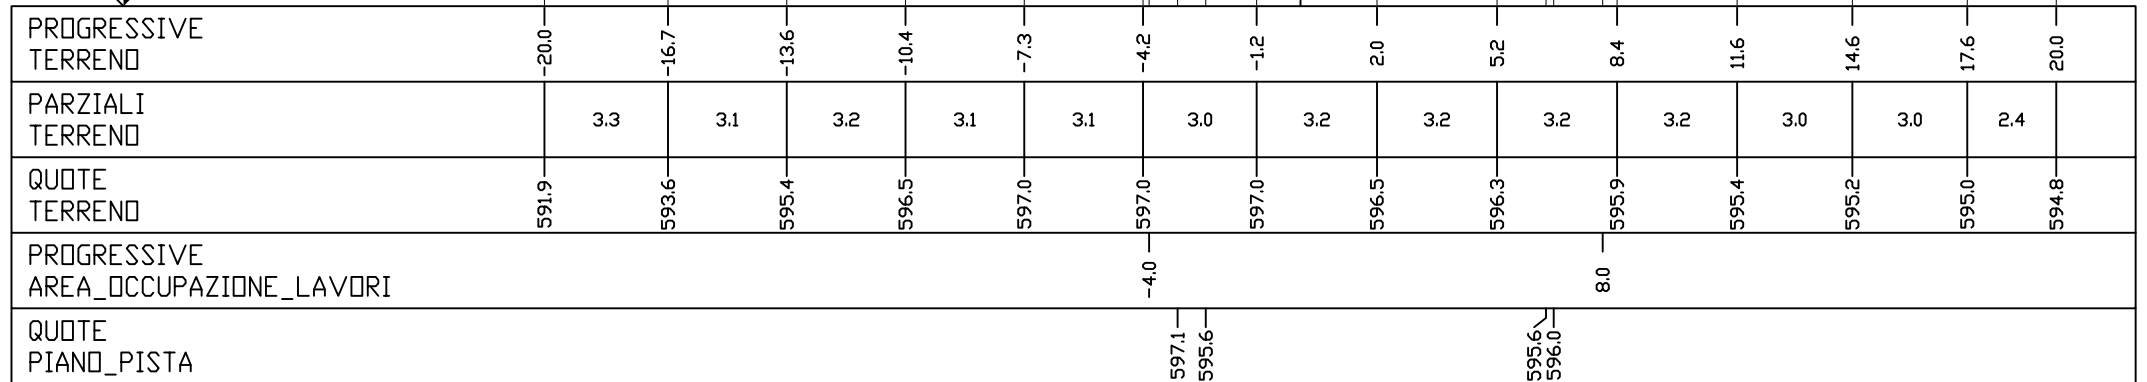 PROGRESSIVE
TERRENO
-20.0 -16.7 -13.6 -10.4 -7.3 -4.2 -1.2 2.0 5.2 8.4 11.6 14.6 17.6 20.0
PARZIALI
TERRENO
3.3 3.1 3.2 3.1 3.1 3.0 3.2 3.2 3.2 3.2 3.0 3.0 2.4
QUOTE
TERRENO
591.9 593.6 595.4 596.5 597.0 597.0 597.0 596.5 596.3 595.9 595.4 595.2 595.0 594.8
PROGRESSIVE
AREA_OCCUPAZIONE_LAVORI
-4.0 8.0
QUOTE
PIANO_PISTA
597.1 595.6 595.6 596.0